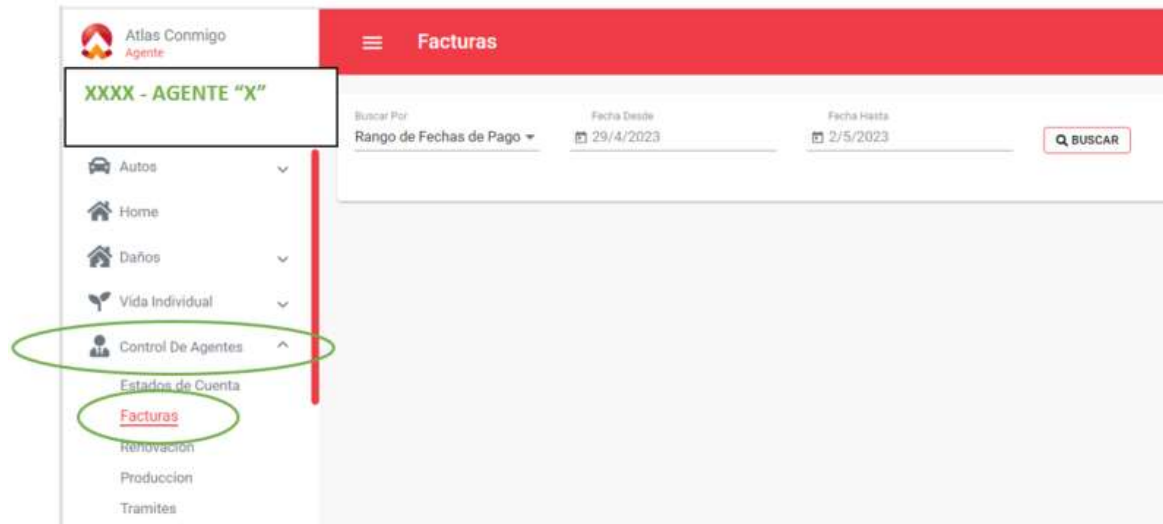 Atlas Conmigo
Agente
Facturas
XXXX - AGENTE “X”
Buscar Por
Fecha Desde
Fecha Hasta
Rango de Fechas de Pago
29/4/2023
2/5/2023
BUSCAR
Autos
Home
Daños
Vida Individual
Control De Agentes
Estados de Cuenta
Facturas
Renovación
Produccion
Tramites